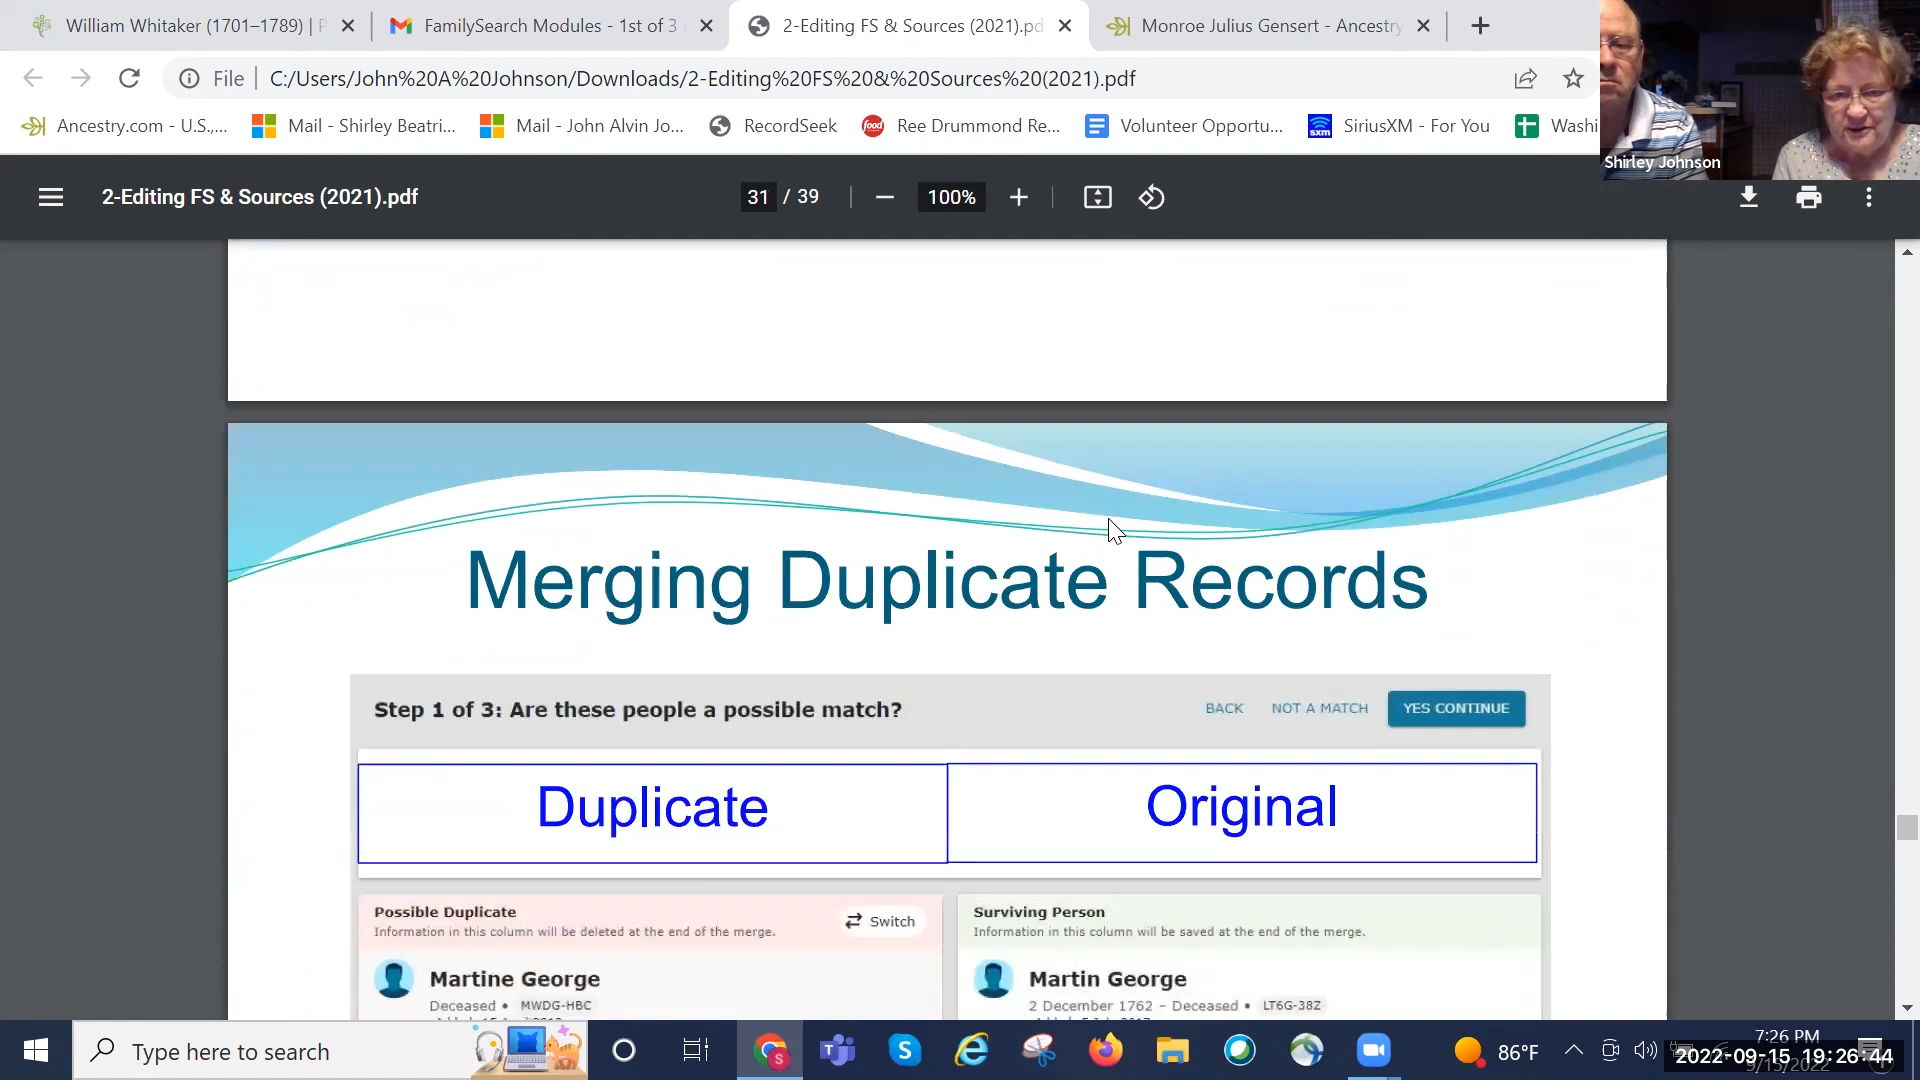 William Whitaker (1701–1789) | P
FamilySearch Modules - 1st of 3
2-Editing FS & Sources (2021).pd
Monroe Julius Gensert - Ancestry
File
C:/Users/John%20A%20Johnson/Downloads/2-Editing%20FS%20&%20Sources%20(2021).pdf
Ancestry.com - U.S.,...
Mail - Shirley Beatri...
Mail - John Alvin Jo...
RecordSeek
food
Ree Drummond Re...
Volunteer Opportu...
sxm
SiriusXM - For You
Washi
Shirley Johnson
2-Editing FS & Sources (2021).pdf
31 / 39
100%
Merging Duplicate Records
Step 1 of 3: Are these people a possible match?
BACK
NOT A MATCH
YES CONTINUE
Duplicate
Original
Possible Duplicate
Switch
Information in this column will be deleted at the end of the merge.
Surviving Person
Information in this column will be saved at the end of the merge.
Martine George
Deceased • MWDG-HBC
Martin George
2 December 1762 – Deceased • LT6G-38Z
Type here to search
86°F
7:26 PM
9/15/2022
2022-09-15 19:26:44